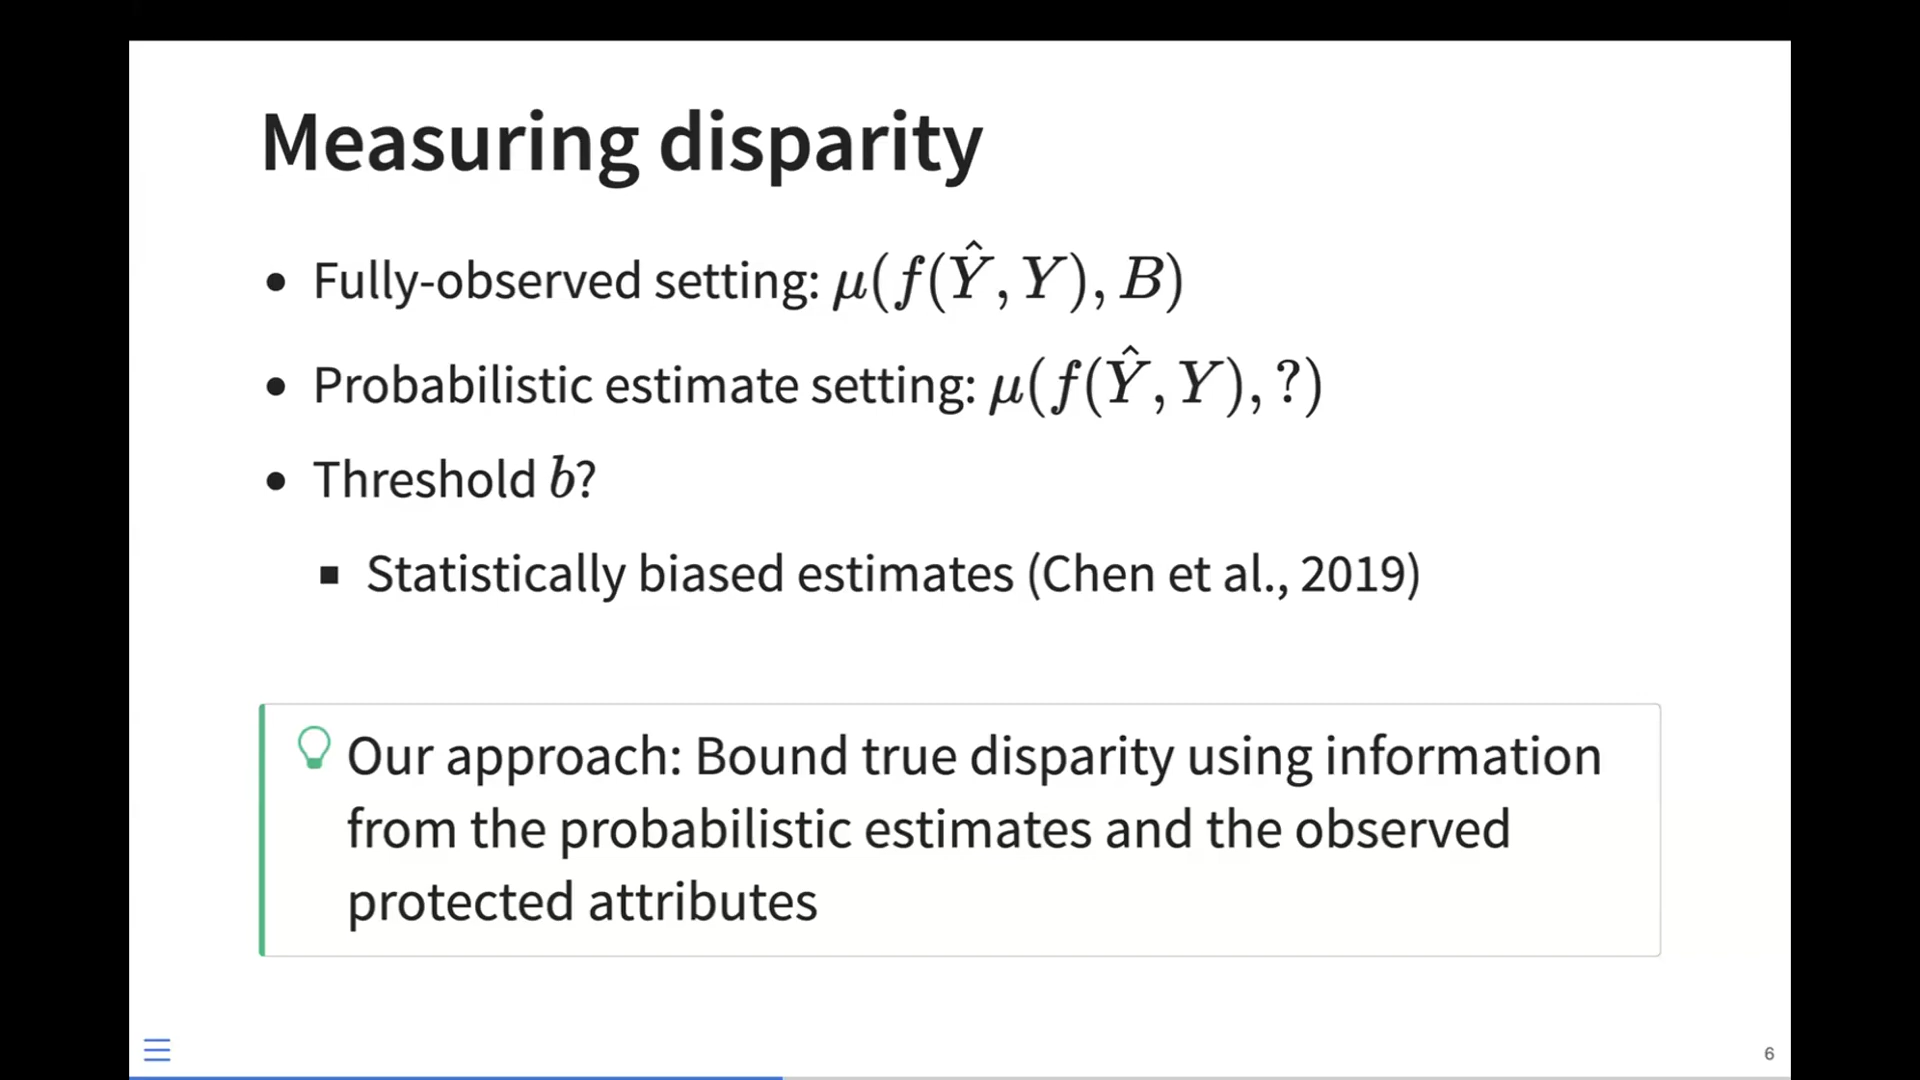 Measuring disparity
• Fully-observed setting: μ(f(Ŷ, Y), B)
• Probabilistic estimate setting: μ(f(Ŷ, Y), ?)
• Threshold b?
▪ Statistically biased estimates (Chen et al., 2019)
Our approach: Bound true disparity using information
from the probabilistic estimates and the observed
protected attributes
6